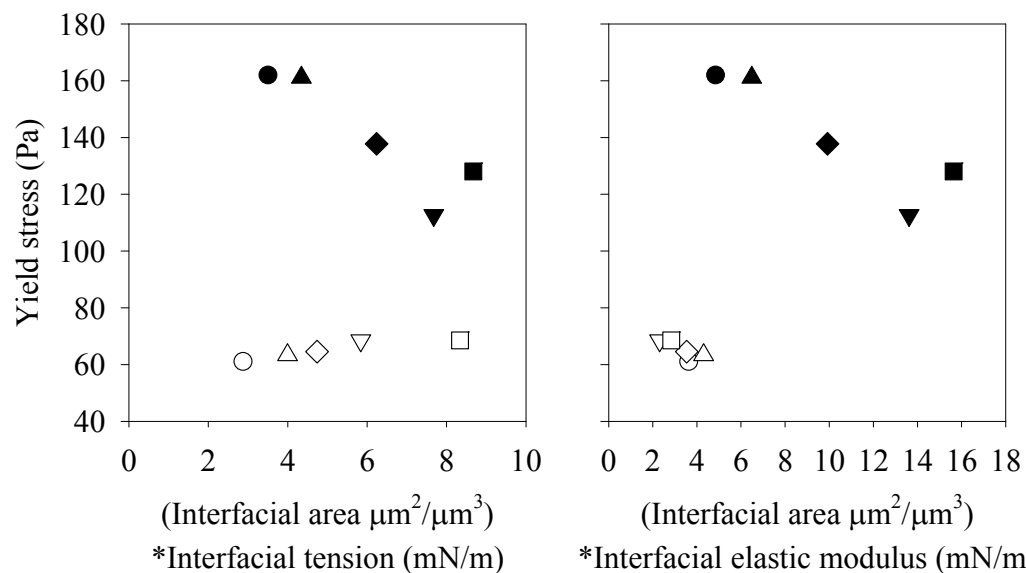 180
160
140
120
100
80
60
40
Yield stress (Pa)
0 2 4 6 8 10
0 2 4 6 8 10 12 14 16 18
(Interfacial area μm²/μm³)
*Interfacial tension (mN/m)
(Interfacial area μm²/μm³)
*Interfacial elastic modulus (mN/m